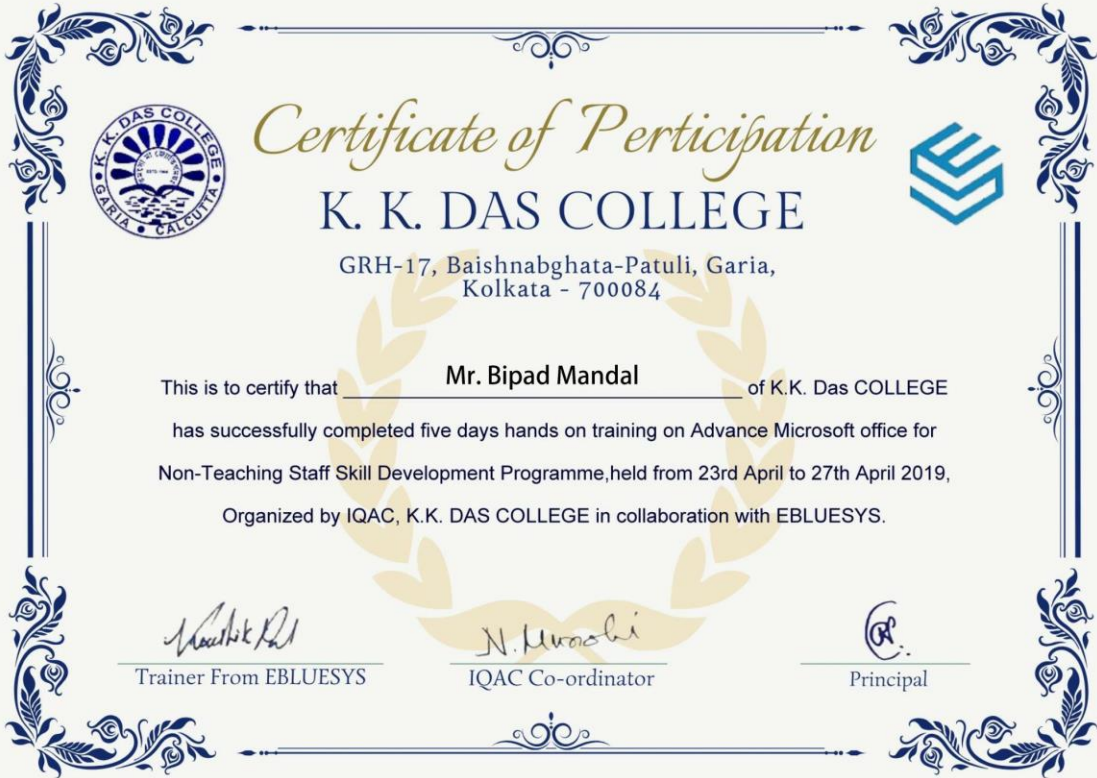 Certificate of Perticipation
K. K. DAS COLLEGE • GARIA • CALCUTTA •
K. K. DAS COLLEGE
GRH-17, Baishnabghata-Patuli, Garia,
Kolkata - 700084
This is to certify that Mr. Bipad Mandal of K.K. Das COLLEGE
has successfully completed five days hands on training on Advance Microsoft office for
Non-Teaching Staff Skill Development Programme,held from 23rd April to 27th April 2019,
Organized by IQAC, K.K. DAS COLLEGE in collaboration with EBLUESYS.
Trainer From EBLUESYS
IQAC Co-ordinator
Principal